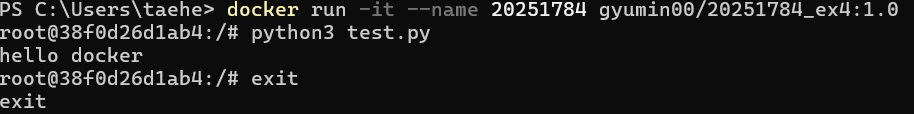 PS C:\Users\taehe> docker run -it --name 20251784 gyumin00/20251784_ex4:1.0
root@38f0d26d1ab4:/# python3 test.py
hello docker
root@38f0d26d1ab4:/# exit
exit